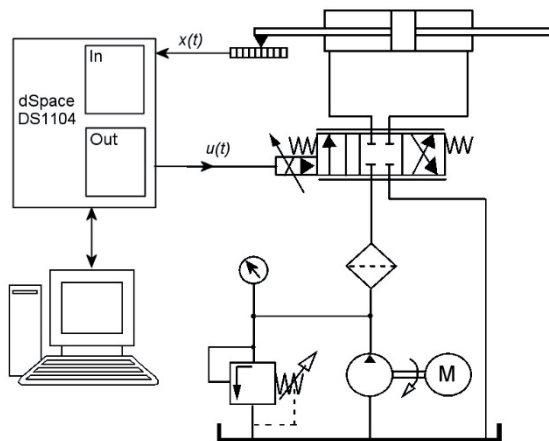 x(t)
In
dSpace
DS1104
Out
u(t)
M